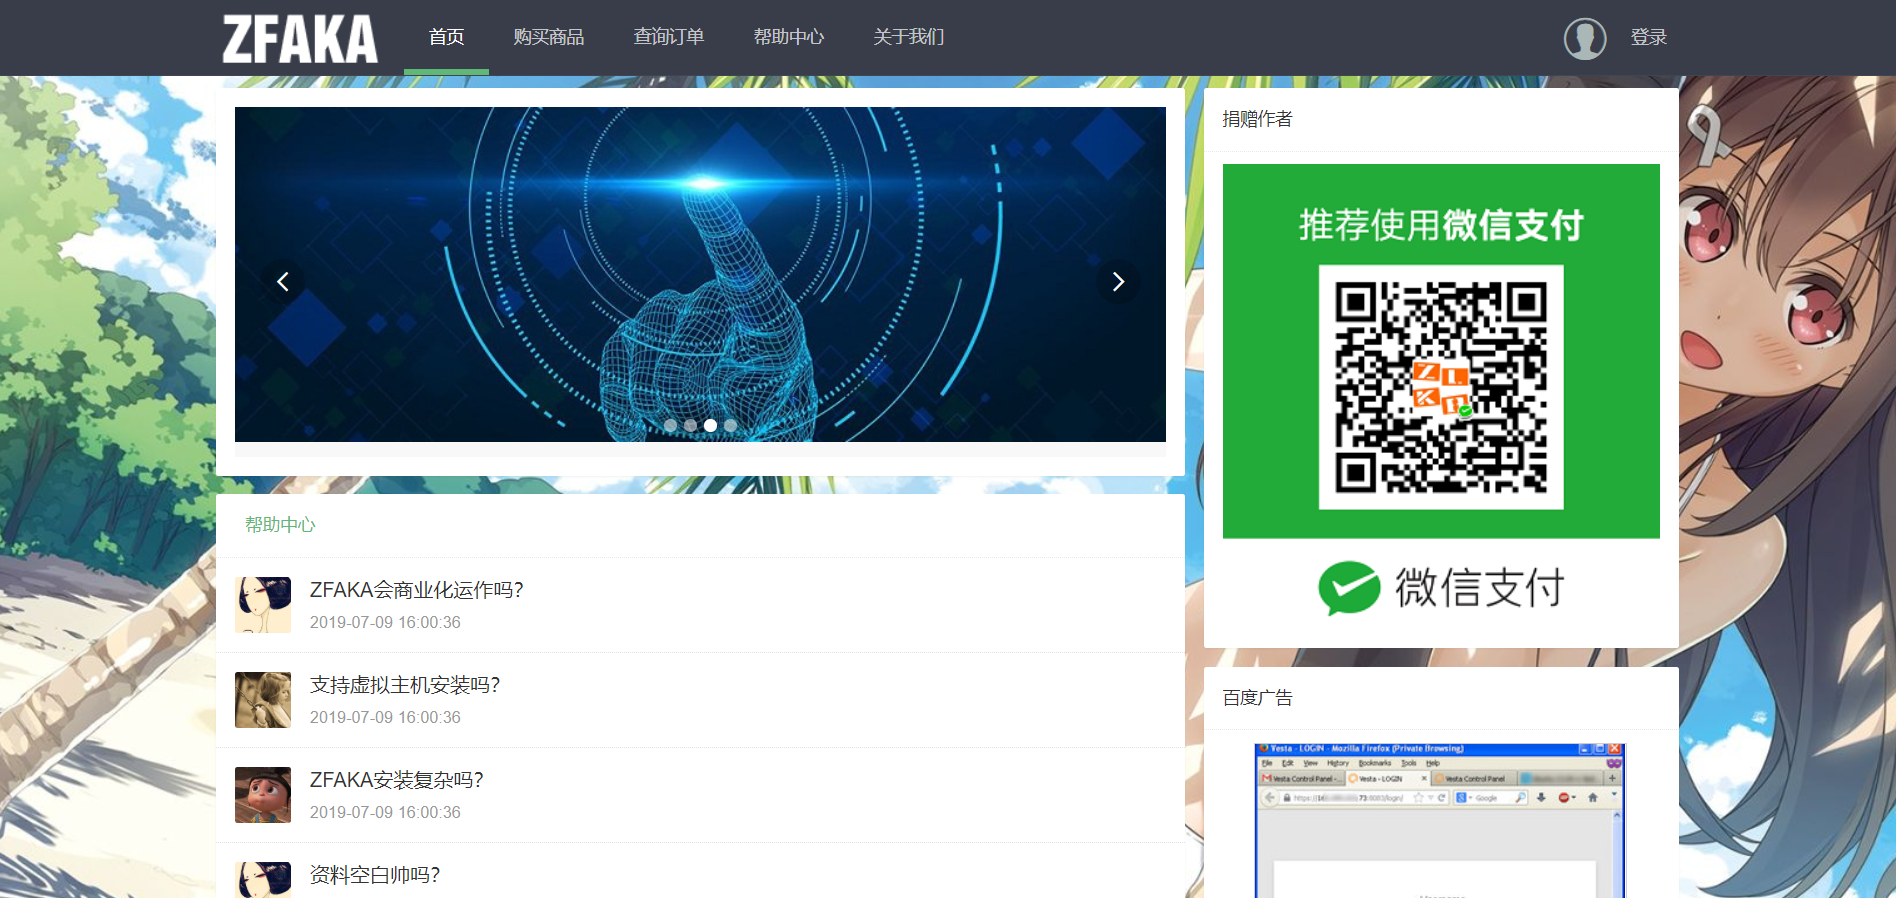 ZFAKA
首页
购买商品
查询订单
帮助中心
关于我们
登录
捐赠作者
推荐使用微信支付
微信支付
帮助中心
ZFAKA会商业化运作吗?
2019-07-09 16:00:36
支持虚拟主机安装吗?
2019-07-09 16:00:36
ZFAKA安装复杂吗?
2019-07-09 16:00:36
资料空白帅吗?
百度广告
Vesta - LOGIN - Mozilla Firefox (Private Browsing)
File Edit View History Bookmarks Tools Help
Vesta Control Panel -...
Vesta - LOGIN
Vesta Control Panel
Google